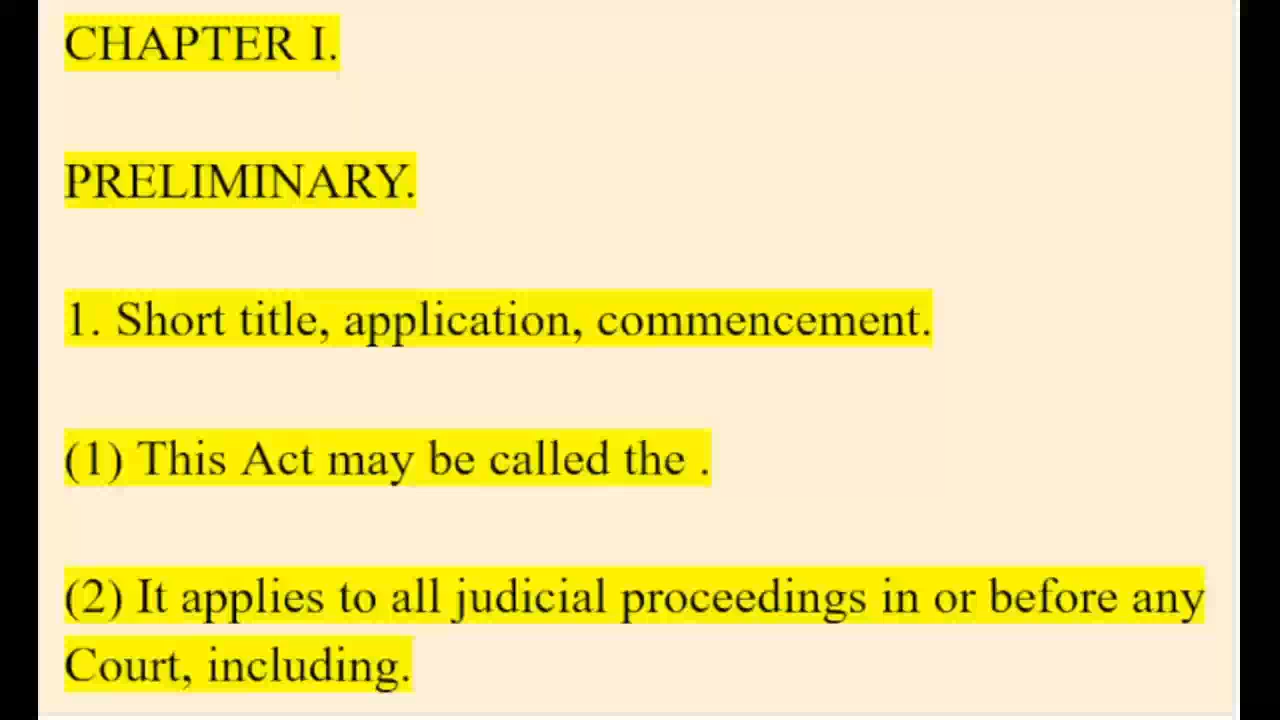 CHAPTER I.
PRELIMINARY.
1. Short title, application, commencement.
(1) This Act may be called the .
(2) It applies to all judicial proceedings in or before any
Court, including.